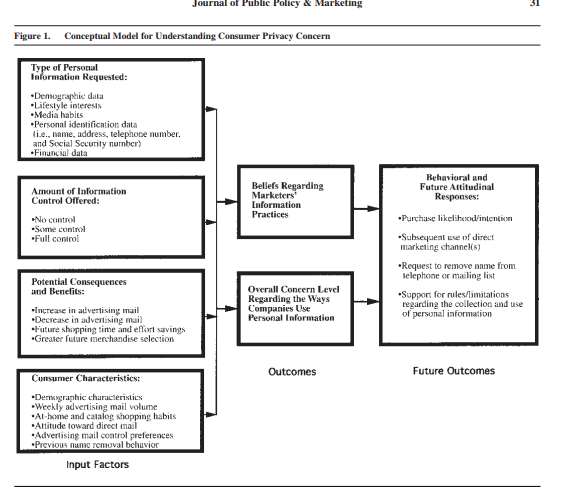 Journal of Public Policy & Marketing 31
Figure 1. Conceptual Model for Understanding Consumer Privacy Concern
Type of Personal
Information Requested:
•Demographic data
•Lifestyle interests
•Media habits
•Personal identification data
(i.e., name, address, telephone number,
and Social Security number)
•Financial data
Amount of Information
Control Offered:
•No control
•Some control
•Full control
Potential Consequences
and Benefits:
•Increase in advertising mail
•Decrease in advertising mail
•Future shopping time and effort savings
•Greater future merchandise selection
Consumer Characteristics:
•Demographic characteristics
•Weekly advertising mail volume
•At-home and catalog shopping habits
•Attitude toward direct mail
•Advertising mail control preferences
•Previous name removal behavior
Input Factors
Beliefs Regarding
Marketers'
Information
Practices
Overall Concern Level
Regarding the Ways
Companies Use
Personal Information
Outcomes
Behavioral and
Future Attitudinal
Responses:
•Purchase likelihood/intention
•Subsequent use of direct
marketing channel(s)
•Request to remove name from
telephone or mailing list
•Support for rules/limitations
regarding the collection and use
of personal information
Future Outcomes